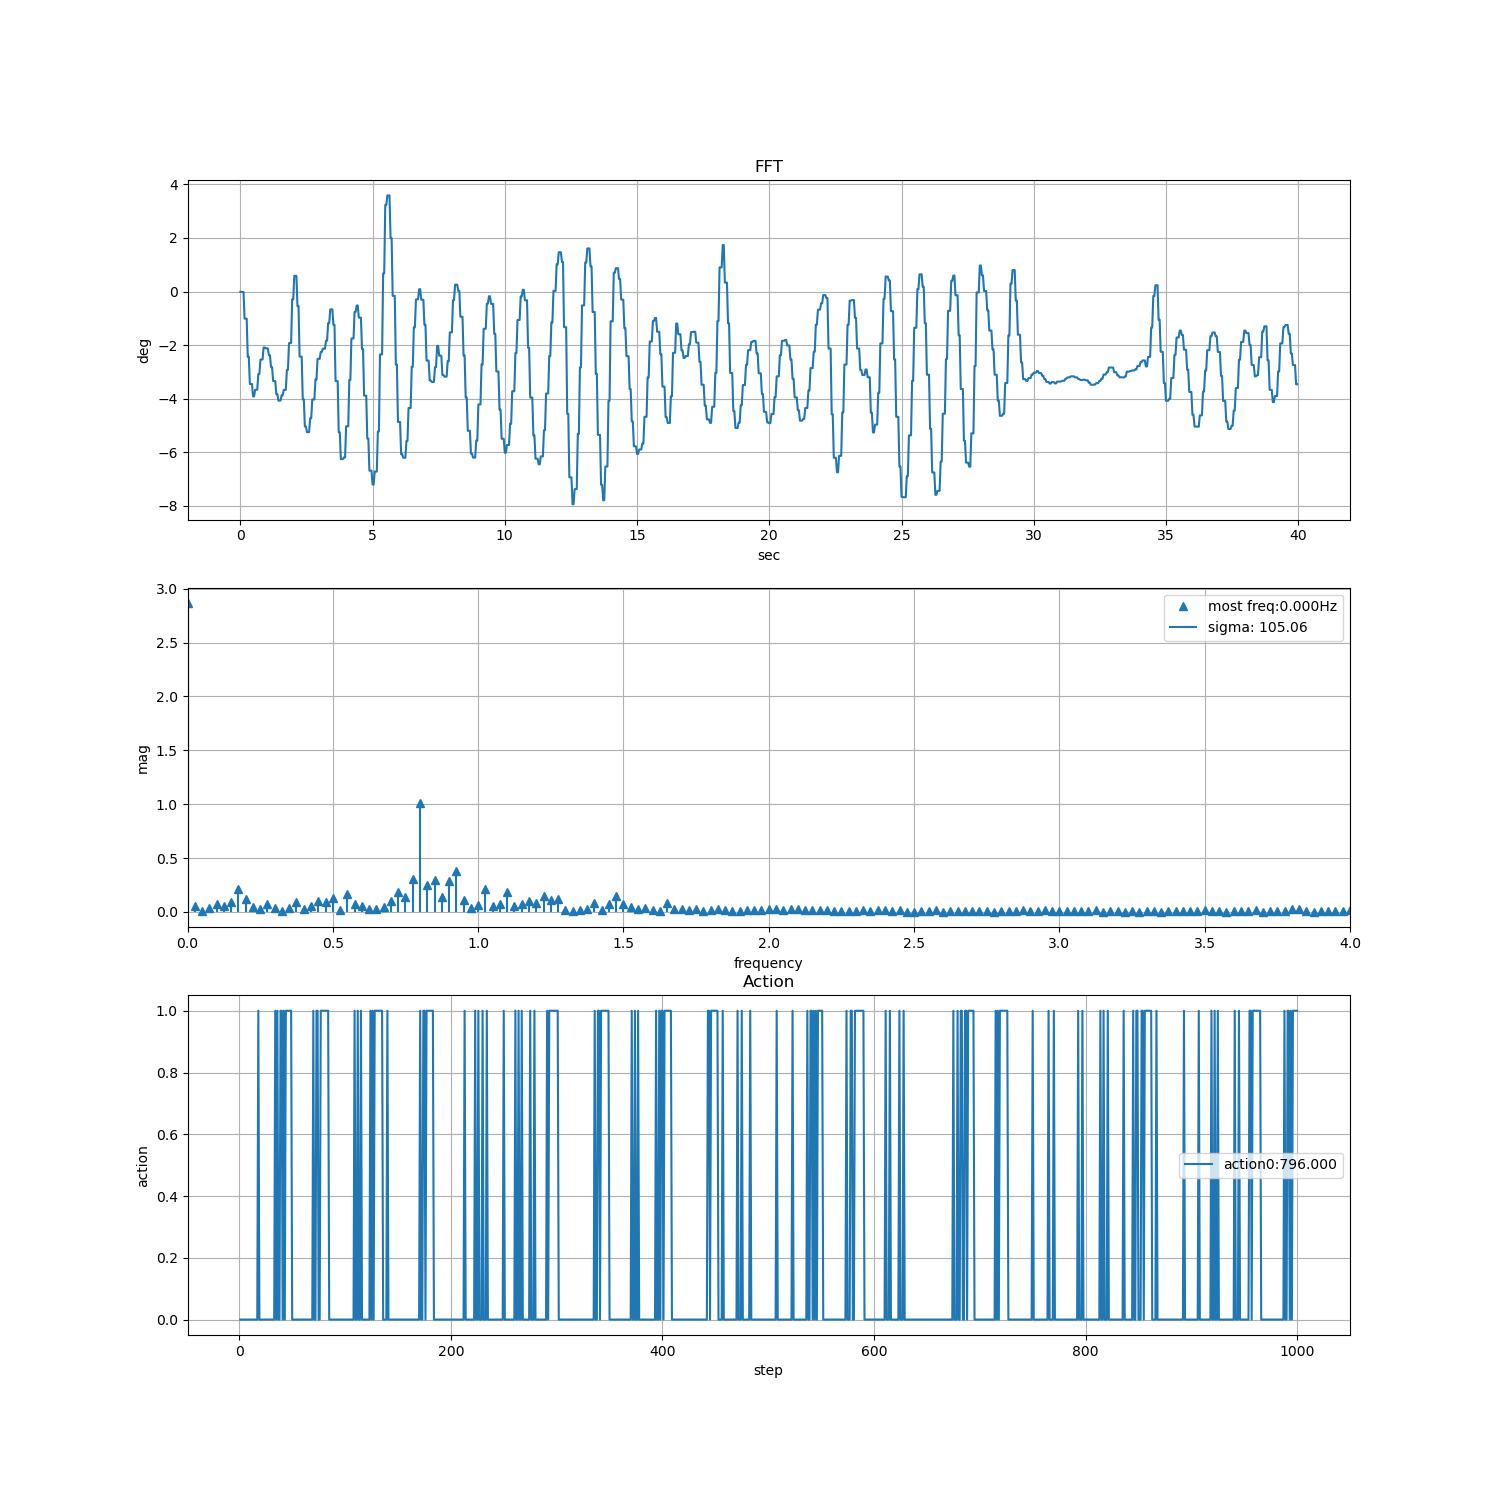 FFT
4
2
0
−2
−4
−6
−8
deg
0 5 10 15 20 25 30 35 40
sec
3.0
2.5
2.0
1.5
1.0
0.5
0.0
mag
most freq:0.000Hz
sigma: 105.06
0.0 0.5 1.0 1.5 2.0 2.5 3.0 3.5 4.0
frequency
Action
1.0
0.8
0.6
0.4
0.2
0.0
action
action0:796.000
0 200 400 600 800 1000
step